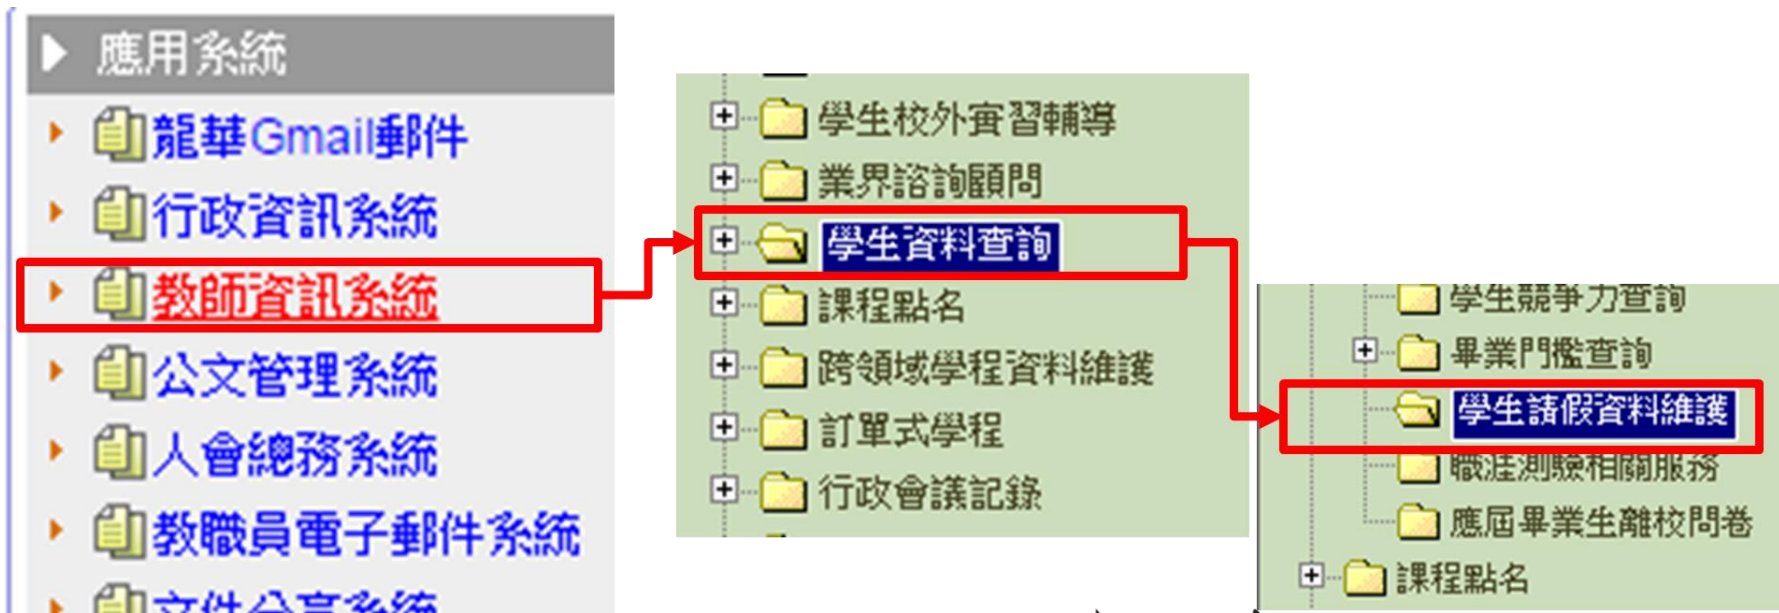 應用系統
龍華Gmail郵件
行政資訊系統
教師資訊系統
公文管理系統
人會總務系統
教職員電子郵件系統
文件分享系統
學生校外實習輔導
業界諮詢顧問
學生資料查詢
課程點名
跨領域學程資料維護
訂單式學程
行政會議記錄
學生競爭力查詢
畢業門檻查詢
學生請假資料維護
職涯測驗相關服務
應屆畢業生離校問卷
課程點名